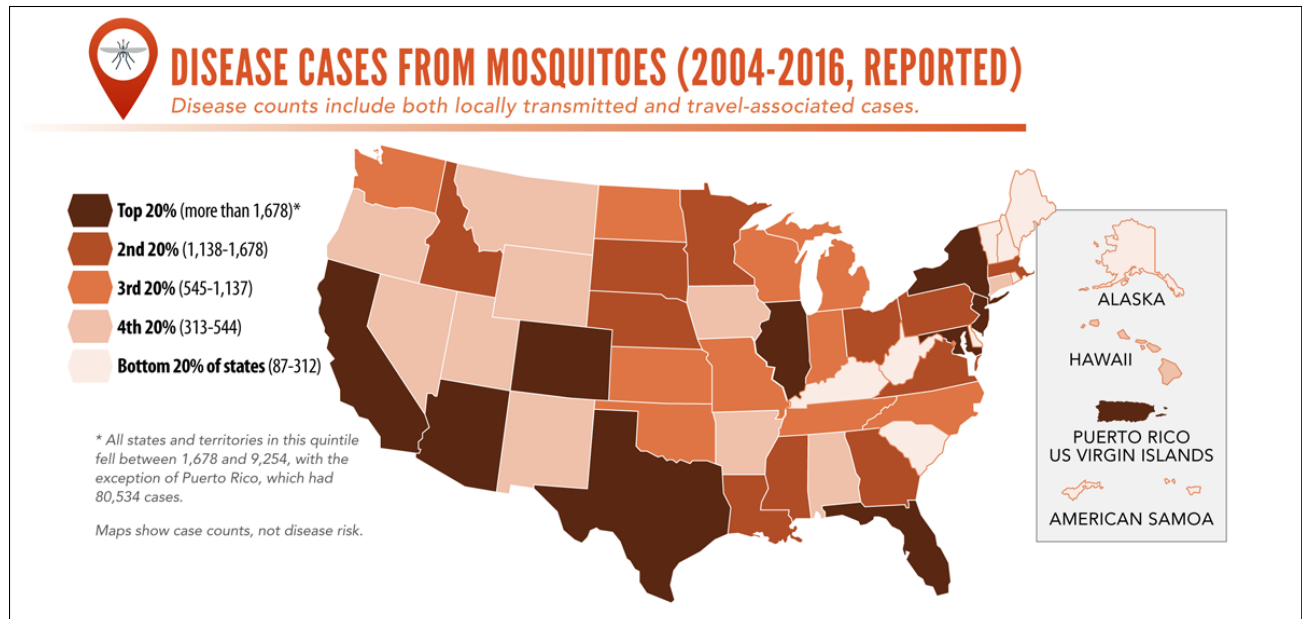 DISEASE CASES FROM MOSQUITOES (2004-2016, REPORTED)
Disease counts include both locally transmitted and travel-associated cases.
Top 20% (more than 1,678)*
2nd 20% (1,138-1,678)
3rd 20% (545-1,137)
4th 20% (313-544)
Bottom 20% of states (87-312)
* All states and territories in this quintile
fell between 1,678 and 9,254, with the
exception of Puerto Rico, which had
80,534 cases.
Maps show case counts, not disease risk.
ALASKA
HAWAII
PUERTO RICO
US VIRGIN ISLANDS
AMERICAN SAMOA